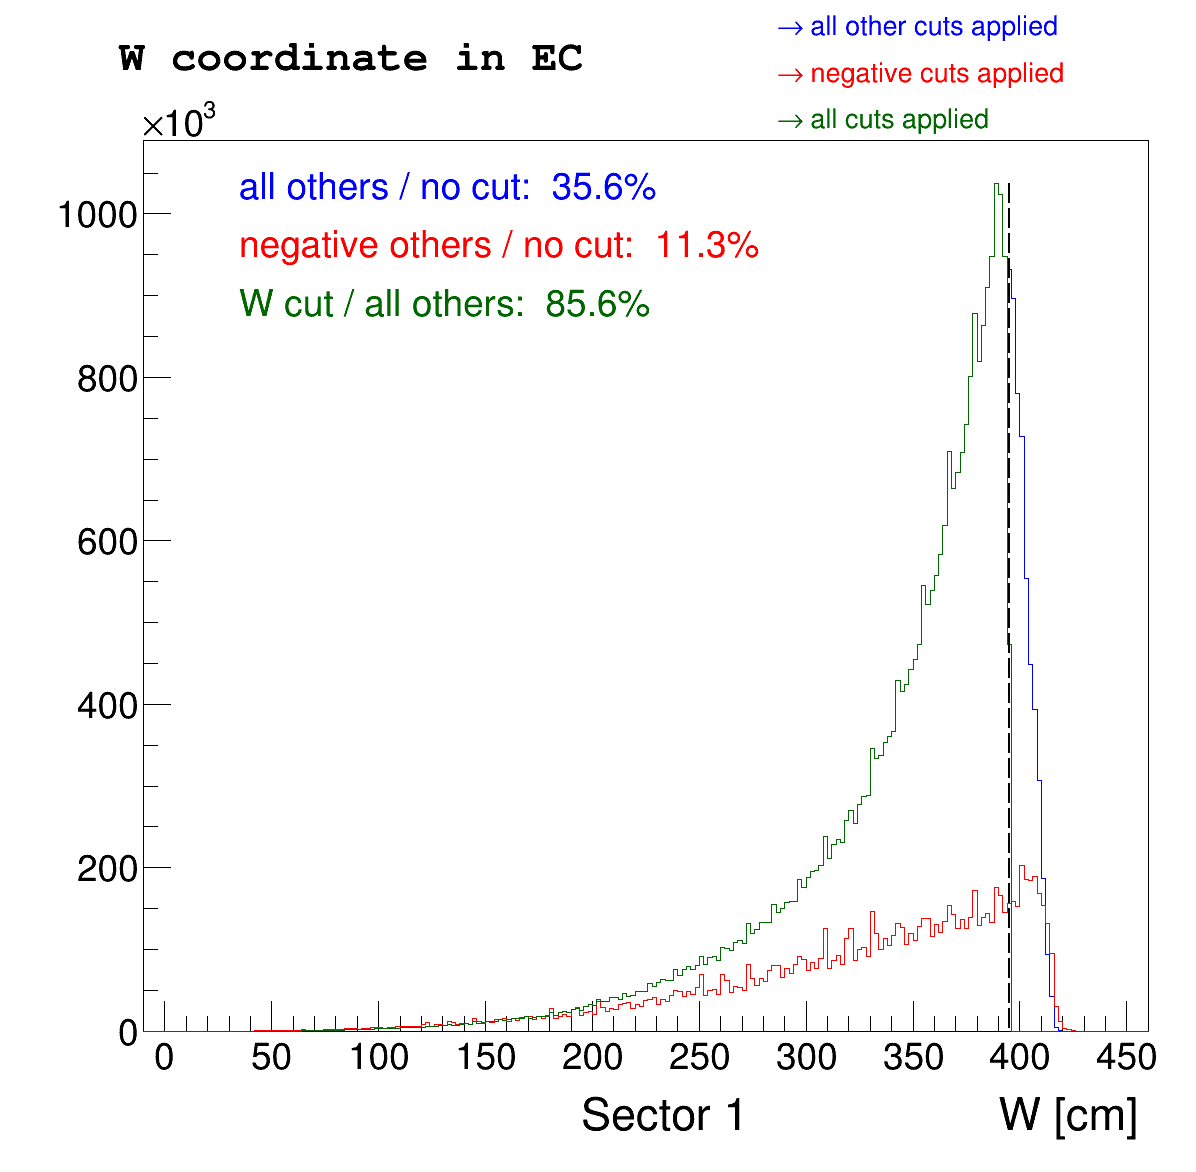 → all other cuts applied
W coordinate in EC
→ negative cuts applied
→ all cuts applied
×10³
all others / no cut: 35.6%
negative others / no cut: 11.3%
W cut / all others: 85.6%
1000
800
600
400
200
0
0 50 100 150 200 250 300 350 400 450
Sector 1 W [cm]